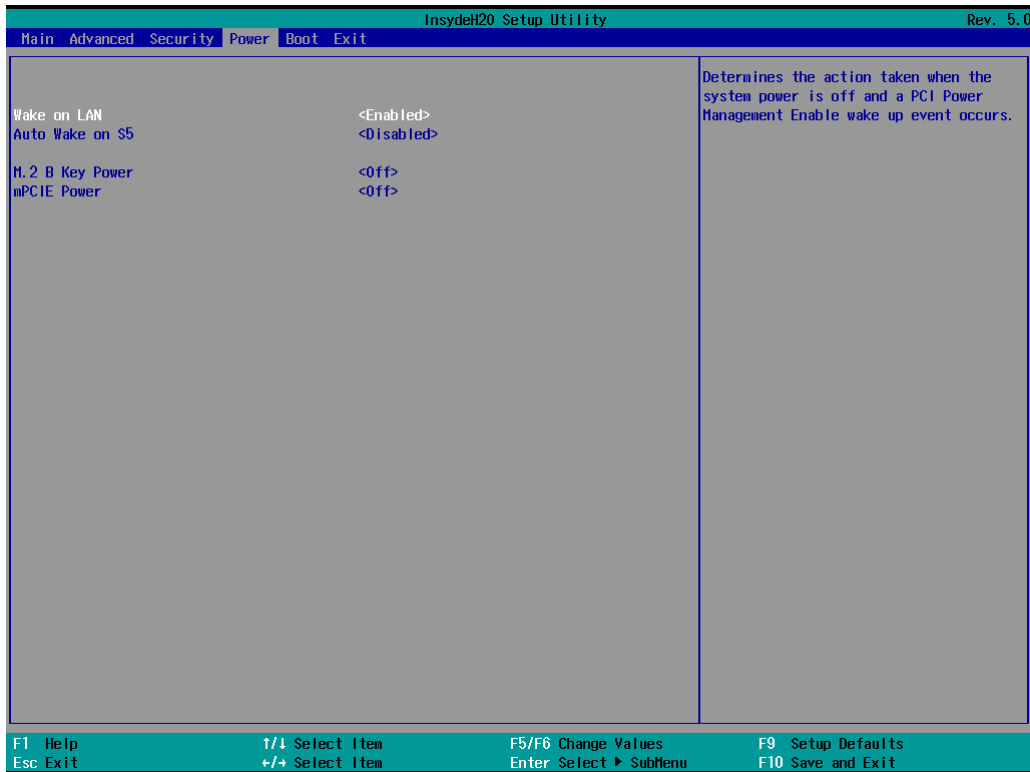 InsydeH20 Setup Utility Rev. 5.0
Main Advanced Security Power Boot Exit
Wake on LAN <Enabled>
Auto Wake on S5 <Disabled>
M.2 B Key Power <Off>
mPCIE Power <Off>
Determines the action taken when the
system power is off and a PCI Power
Management Enable wake up event occurs.
F1 Help ↑/↓ Select Item F5/F6 Change Values F9 Setup Defaults
Esc Exit ←/→ Select Item Enter Select ▶ SubMenu F10 Save and Exit